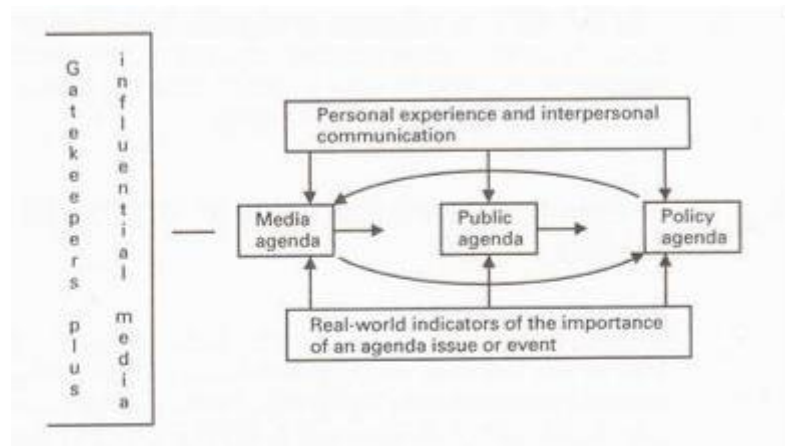 Gatekeepers plus
influential media
Personal experience and interpersonal
communication
Media
agenda
Public
agenda
Policy
agenda
Real-world indicators of the importance
of an agenda issue or event